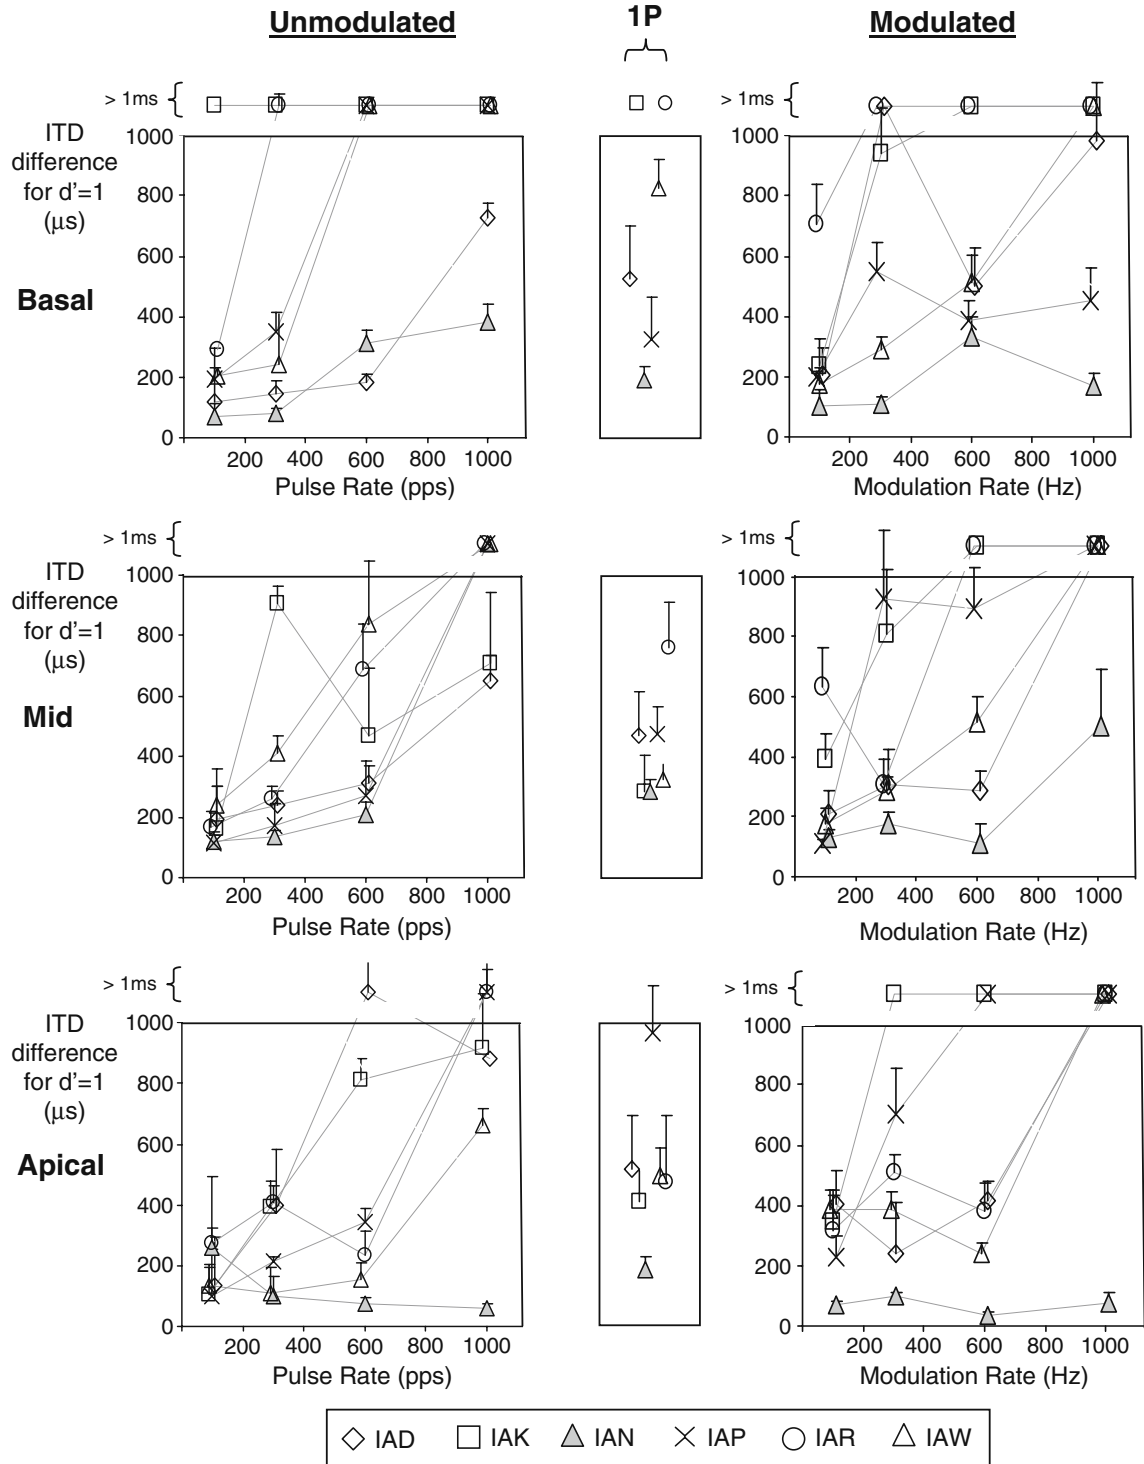 Unmodulated 1P Modulated
> 1ms
ITD
difference
for d'=1
(μs)
Basal
1000
800
600
400
200
0
200 400 600 800 1000
Pulse Rate (pps)
1000
800
600
400
200
0
200 400 600 800 1000
Modulation Rate (Hz)
> 1ms
ITD
difference
for d'=1
(μs)
Mid
1000
800
600
400
200
0
200 400 600 800 1000
Pulse Rate (pps)
> 1ms
1000
800
600
400
200
0
200 400 600 800 1000
Modulation Rate (Hz)
> 1ms
ITD
difference
for d'=1
(μs)
Apical
1000
800
600
400
200
0
200 400 600 800 1000
Pulse Rate (pps)
> 1ms
1000
800
600
400
200
0
200 400 600 800 1000
Modulation Rate (Hz)
IAD IAK IAN IAP IAR IAW